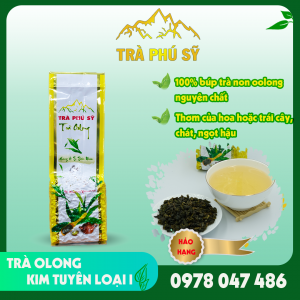 TRÀ PHÚ SỸ
100% búp trà non oolong
nguyên chất
Thơm của hoa hoặc trái cây,
chát, ngọt hậu
TRÀ PHÚ SỸ
Trà Olong
HẢO
HẠNG
TRÀ OLONG
KIM TUYÊN LOẠI I
0978 047 486